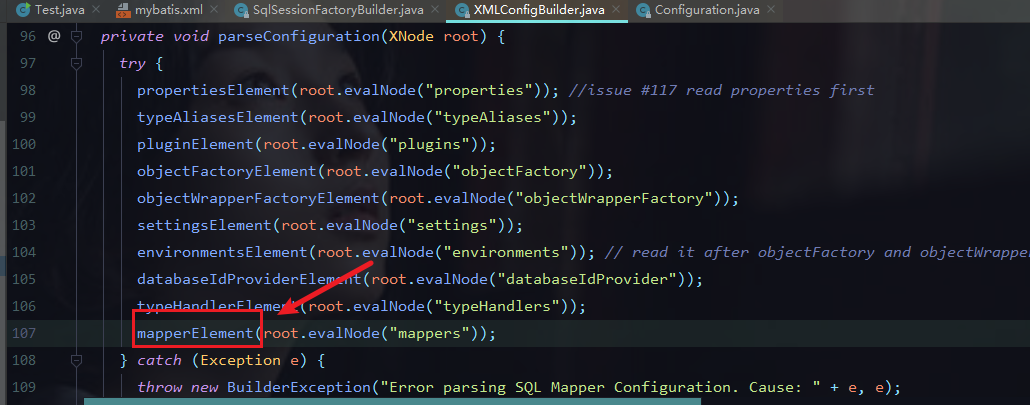 Test.java × mybatis.xml × SqlSessionFactoryBuilder.java × XMLConfigBuilder.java × Configuration.java ×
96 @ private void parseConfiguration(XNode root) {
97 try {
98 propertiesElement(root.evalNode("properties")); //issue #117 read properties first
99 typeAliasesElement(root.evalNode("typeAliases"));
100 pluginElement(root.evalNode("plugins"));
101 objectFactoryElement(root.evalNode("objectFactory"));
102 objectWrapperFactoryElement(root.evalNode("objectWrapperFactory"));
103 settingsElement(root.evalNode("settings"));
104 environmentsElement(root.evalNode("environments")); // read it after objectFactory and objectWrapper
105 databaseIdProviderElement(root.evalNode("databaseIdProvider"));
106 typeHandlerElement(root.evalNode("typeHandlers"));
107 mapperElement(root.evalNode("mappers"));
108 } catch (Exception e) {
109 throw new BuilderException("Error parsing SQL Mapper Configuration. Cause: " + e, e);